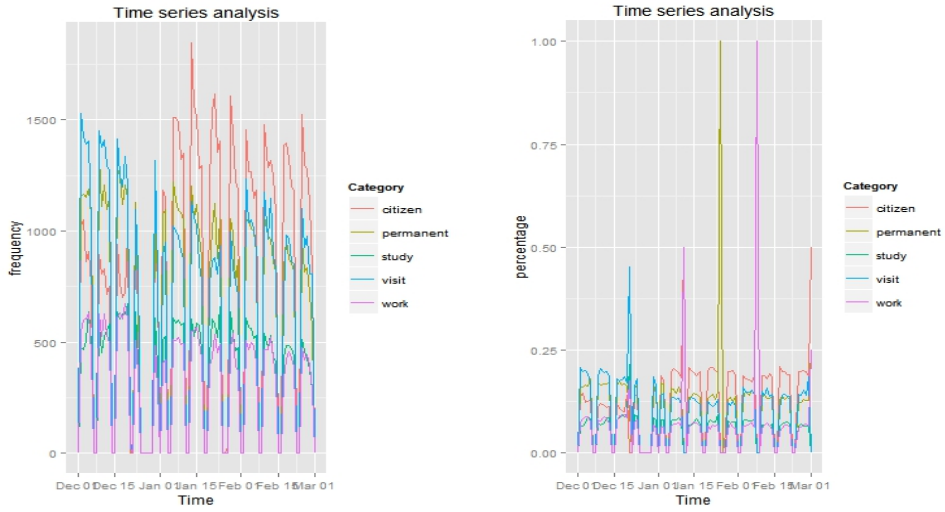 Time series analysis
frequency
1500
1000
500
0
Dec 01
Dec 15
Jan 01
Jan 15
Feb 01
Feb 15
Mar 01
Time
Category
citizen
permanent
study
visit
work
Time series analysis
percentage
1.00
0.75
0.50
0.25
0.00
Dec 01
Dec 15
Jan 01
Jan 15
Feb 01
Feb 15
Mar 01
Time
Category
citizen
permanent
study
visit
work